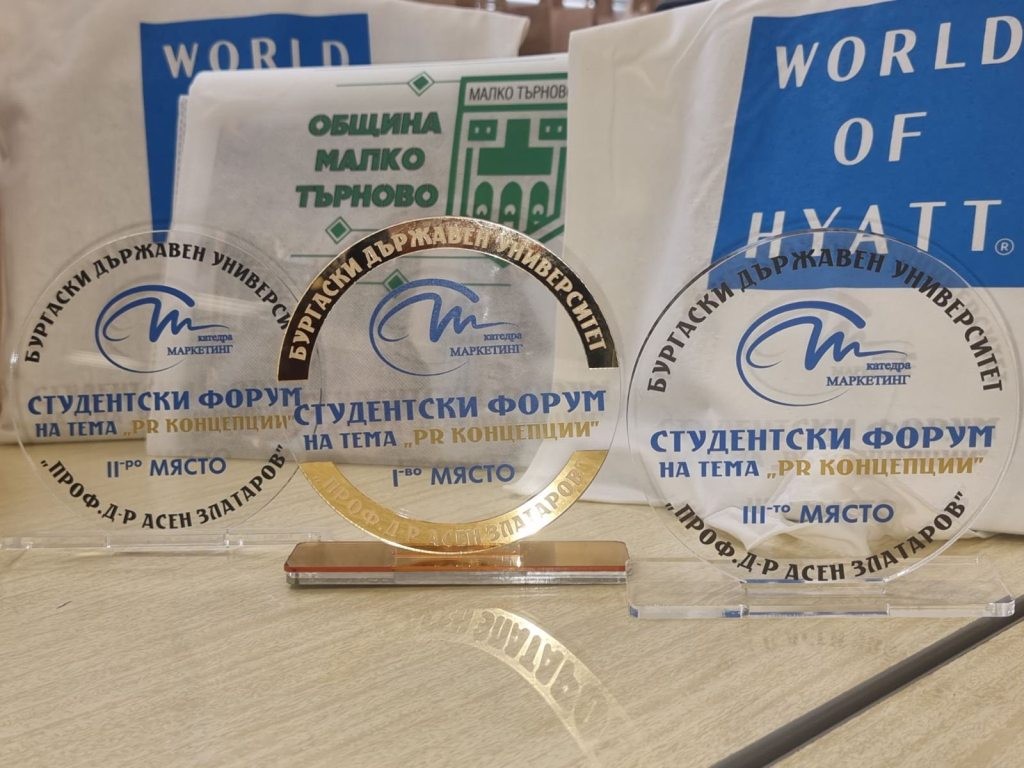 WORLD
ОБЩИНА
МАЛКО
ТЪРНОВО
МАЛКО ТЪРНОВО
WORLD
OF
HYATT®
БУРГАСКИ ДЪРЖАВЕН
катедра
МАРКЕТИНГ
СТУДЕНТСКИ ФОРУМ
НА ТЕМА „PR КОНЦЕПЦИИ"
II-РО МЯСТО
„ПРОФ. Д-Р АСЕН ЗЛАТАРОВ"
БУРГАСКИ ДЪРЖАВЕН УНИВЕРСИТЕТ
катедра
МАРКЕТИНГ
СТУДЕНТСКИ ФОРУМ
НА ТЕМА „PR КОНЦЕПЦИИ"
I-ВО МЯСТО
„ПРОФ. Д-Р АСЕН ЗЛАТАРОВ"
БУРГАСКИ ДЪРЖАВЕН УНИВЕРСИТЕТ
катедра
МАРКЕТИНГ
СТУДЕНТСКИ ФОРУМ
НА ТЕМА „PR КОНЦЕПЦИИ"
III-ТО МЯСТО
„ПРОФ. Д-Р АСЕН ЗЛАТАРОВ"